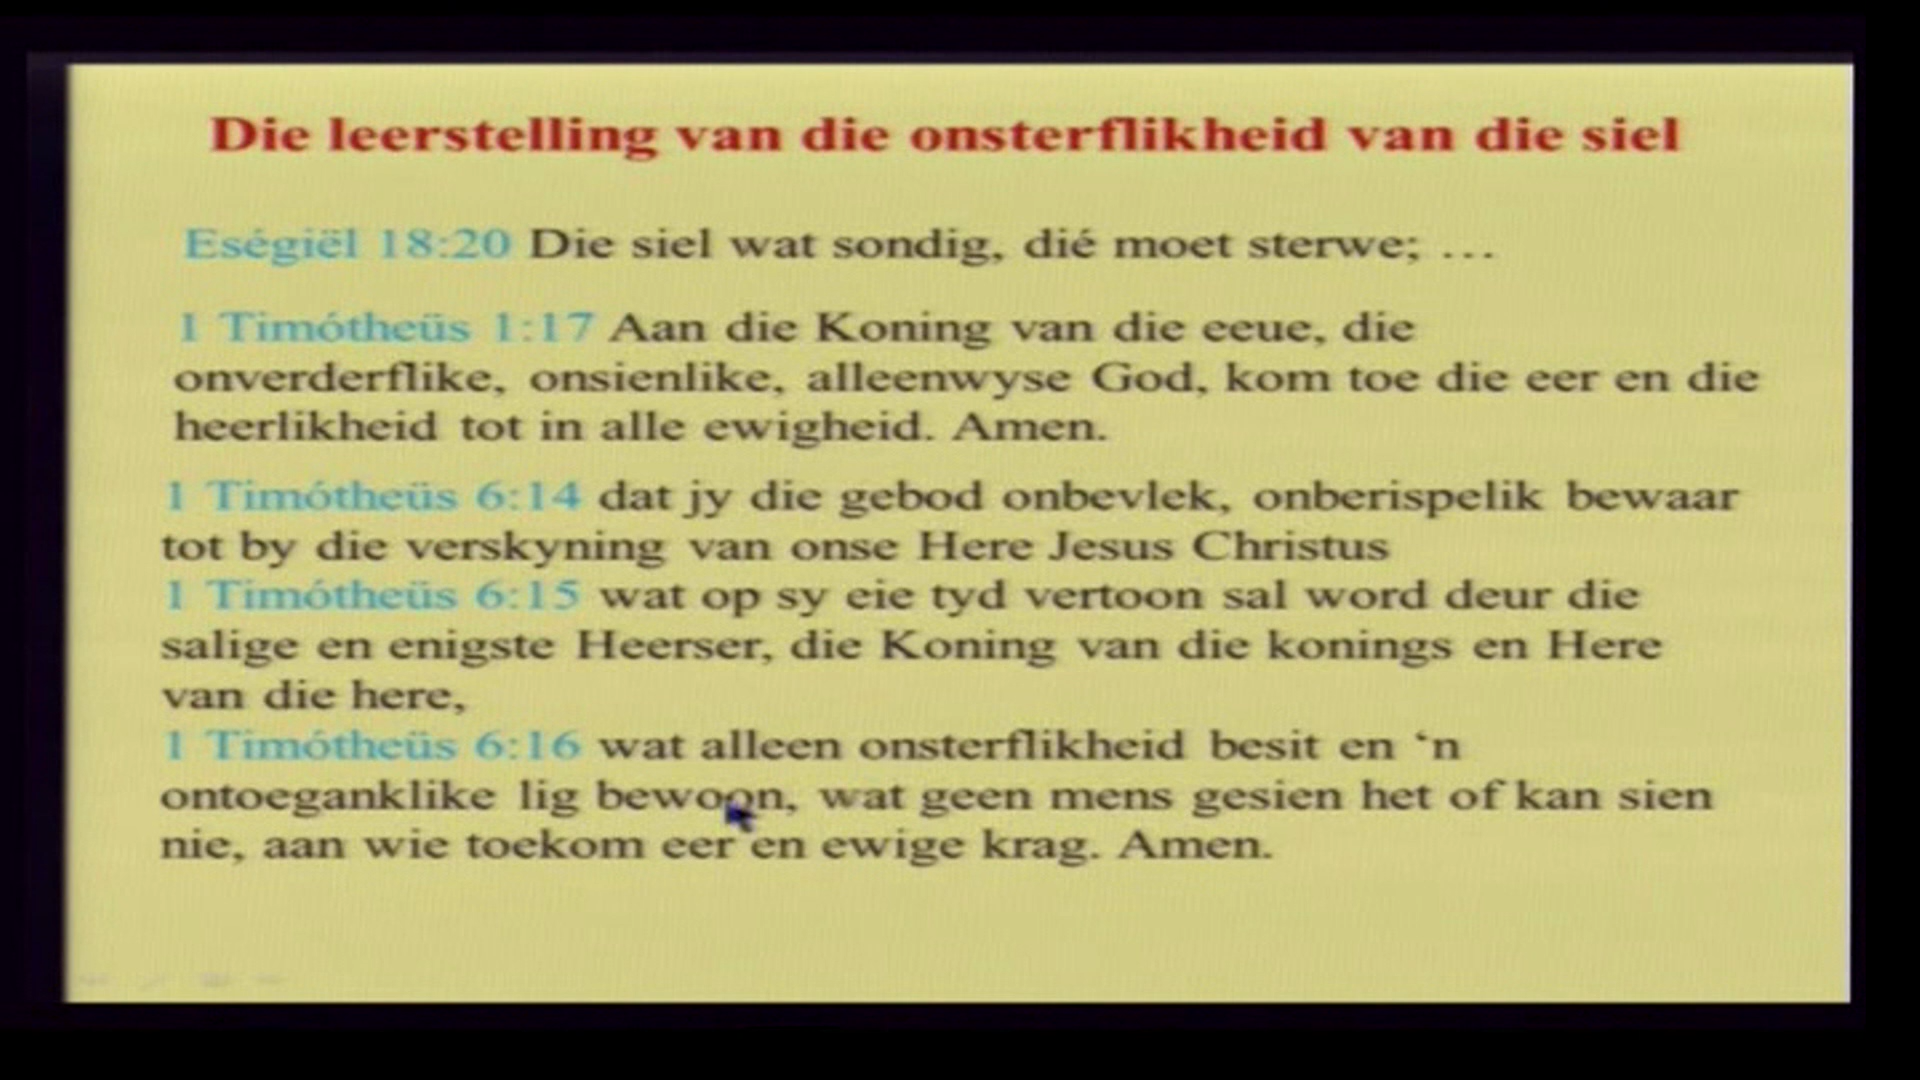 Die leerstelling van die onsterflikheid van die siel
Eségiël 18:20 Die siel wat sondig, dié moet sterwe; ...
1 Timótheüs 1:17 Aan die Koning van die eeue, die
onverderflike, onsienlike, alleenwyse God, kom toe die eer en die
heerlikheid tot in alle ewigheid. Amen.
1 Timótheüs 6:14 dat jy die gebod onbevlek, onberispelik bewaar
tot by die verskyning van onse Here Jesus Christus
1 Timótheüs 6:15 wat op sy eie tyd vertoon sal word deur die
salige en enigste Heerser, die Koning van die konings en Here
van die here,
1 Timótheüs 6:16 wat alleen onsterflikheid besit en ‘n
ontoeganklike lig bewoon, wat geen mens gesien het of kan sien
nie, aan wie toekom eer en ewige krag. Amen.